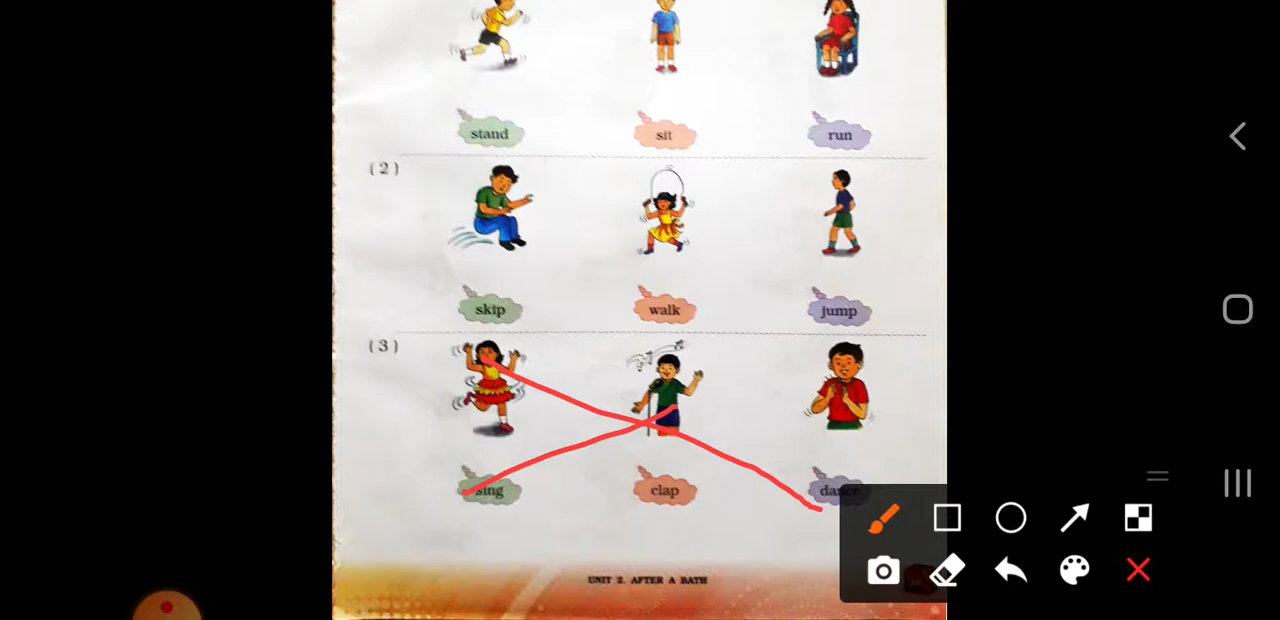 stand sit run
(2)
skip walk jump
(3)
sing clap dance
UNIT 2. AFTER A BATH